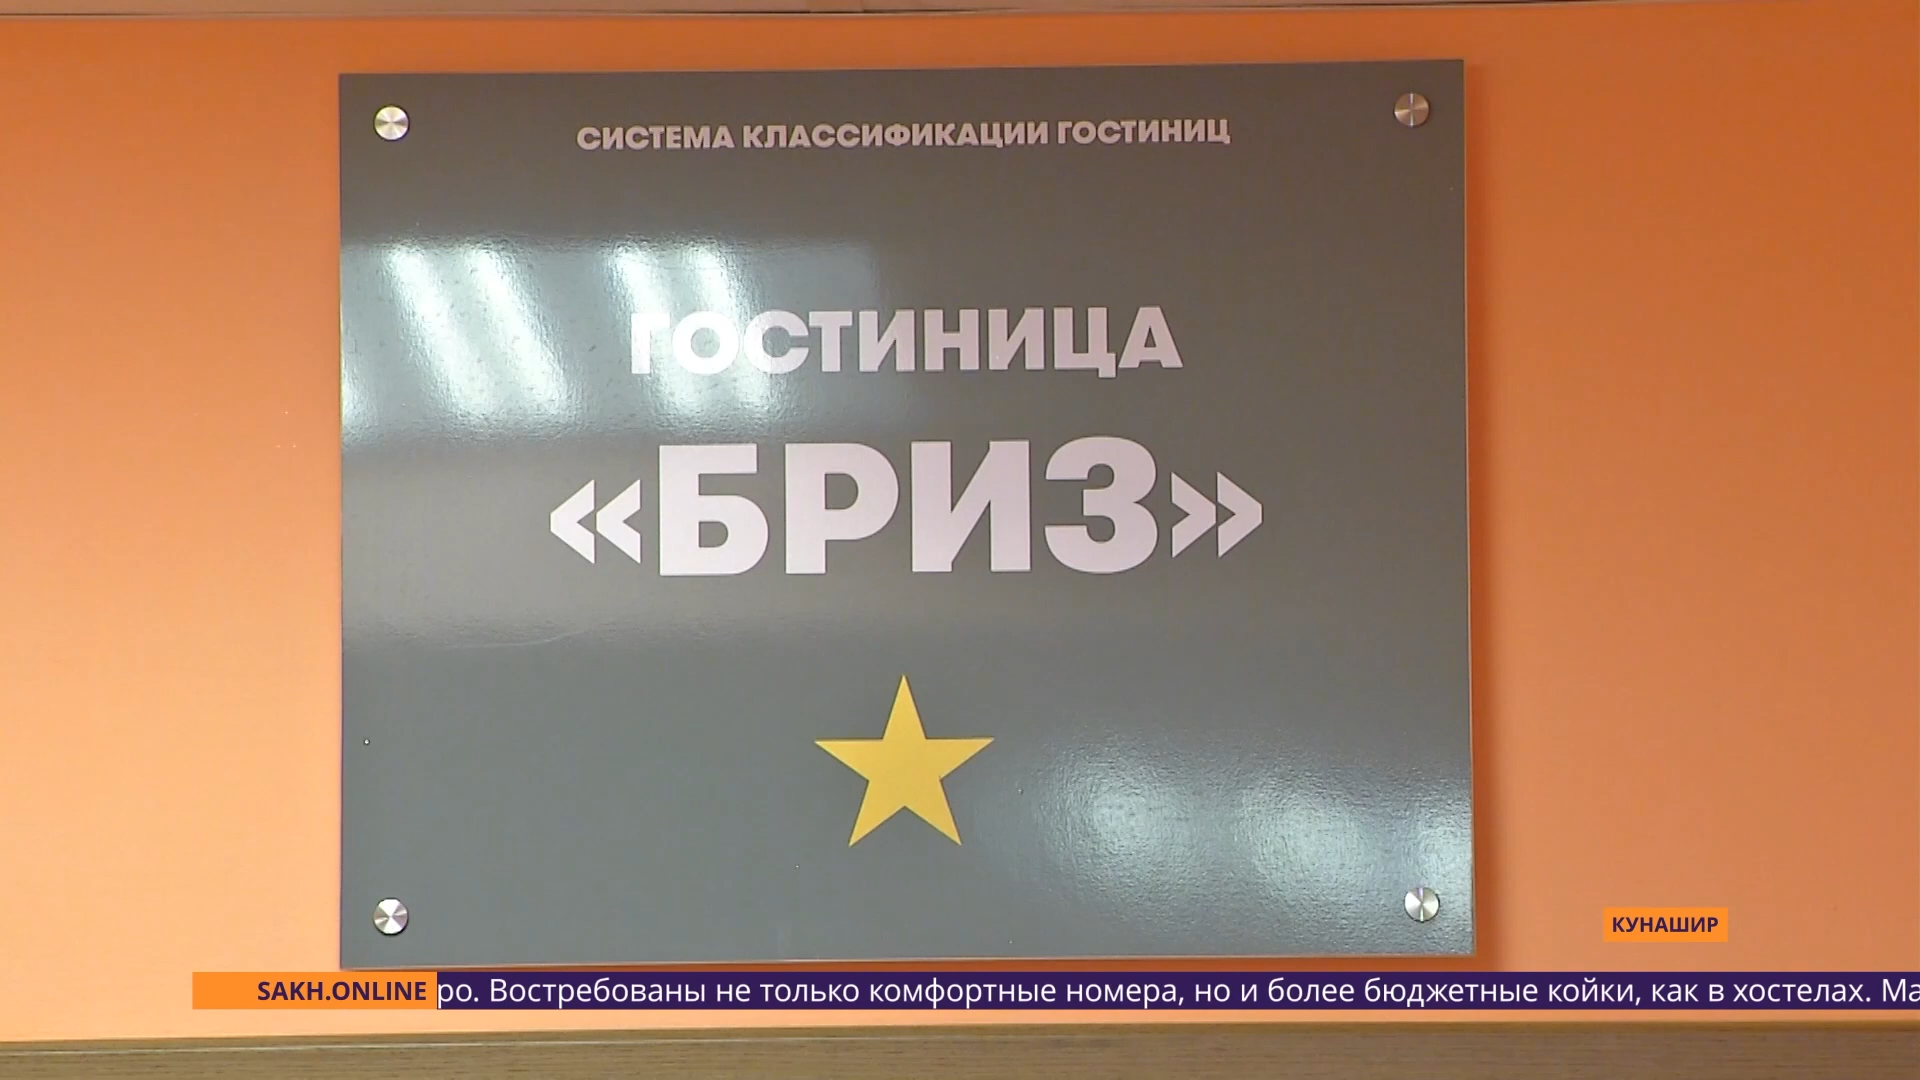 СИСТЕМА КЛАССИФИКАЦИИ ГОСТИНИЦ
ГОСТИНИЦА
«БРИЗ»
КУНАШИР
SAKH.ONLINE
ро. Востребованы не только комфортные номера, но и более бюджетные койки, как в хостелах. Ма